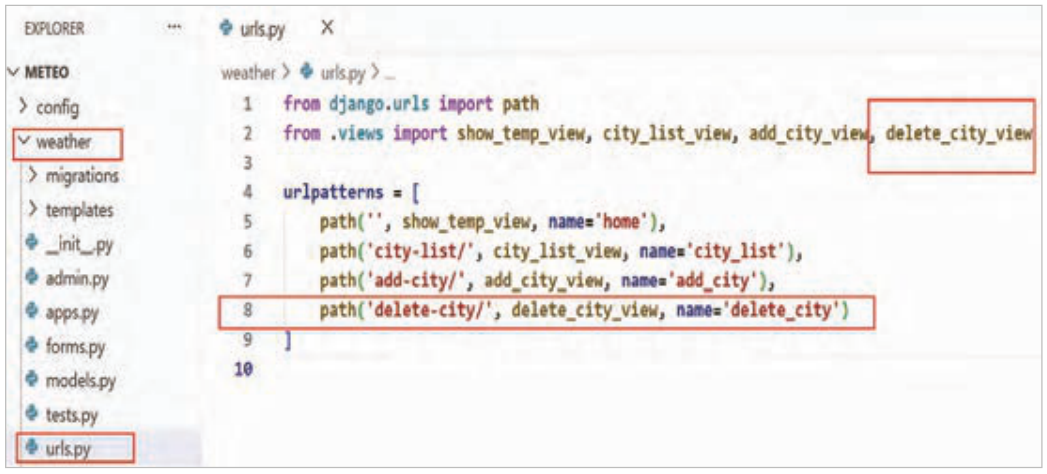 EXPLORER ...
METEO
> config
weather
> migrations
> templates
_init_.py
admin.py
apps.py
forms.py
models.py
tests.py
urls.py
urls.py X
weather > urls.py > ...
1 from django.urls import path
2 from .views import show_temp_view, city_list_view, add_city_view, delete_city_view
3
4 urlpatterns = [
5 path('', show_temp_view, name='home'),
6 path('city-list/', city_list_view, name='city_list'),
7 path('add-city/', add_city_view, name='add_city'),
8 path('delete-city/', delete_city_view, name='delete_city')
9 ]
10